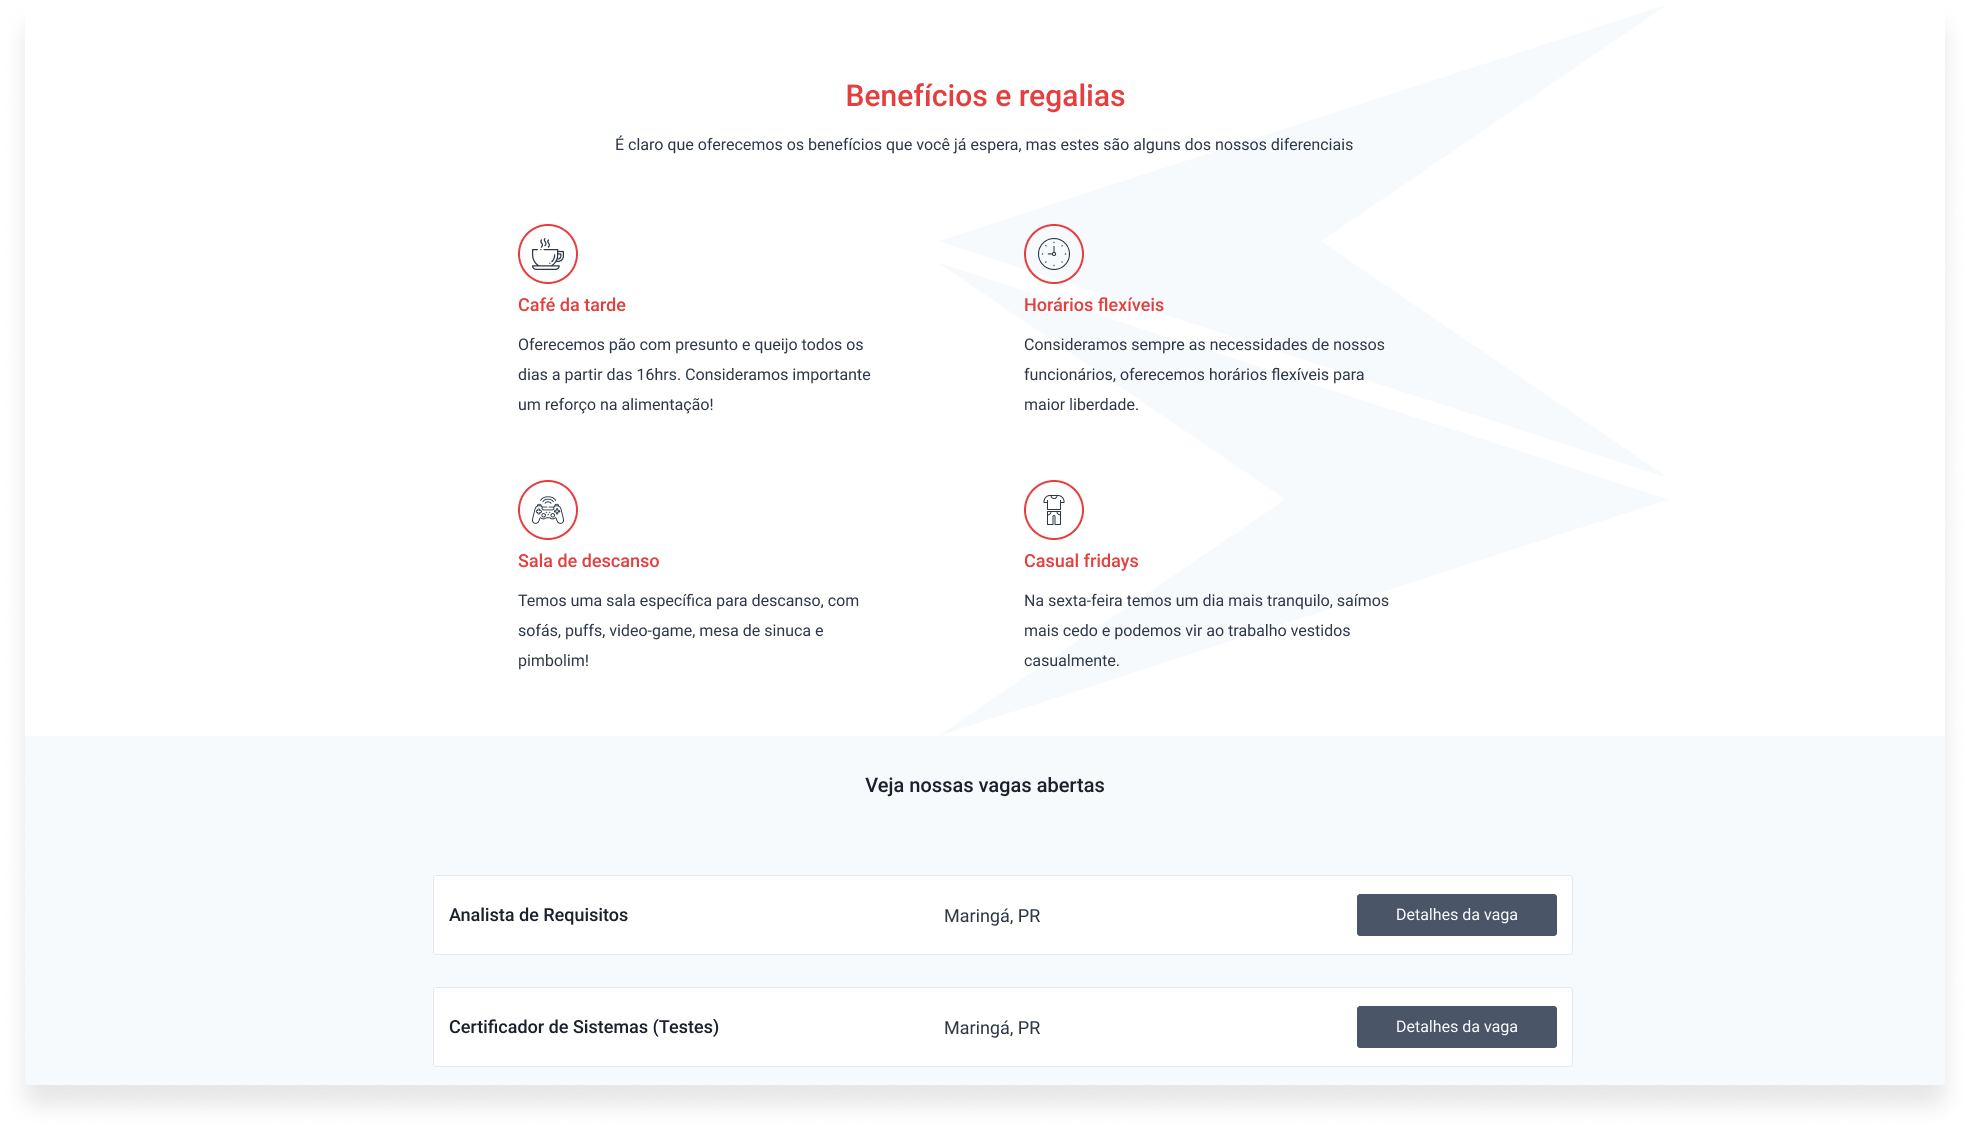 Benefícios e regalias
É claro que oferecemos os benefícios que você já espera, mas estes são alguns dos nossos diferenciais
Café da tarde
Oferecemos pão com presunto e queijo todos os
dias a partir das 16hrs. Consideramos importante
um reforço na alimentação!
Horários flexíveis
Consideramos sempre as necessidades de nossos
funcionários, oferecemos horários flexíveis para
maior liberdade.
Sala de descanso
Temos uma sala específica para descanso, com
sofás, puffs, video-game, mesa de sinuca e
pimbolim!
Casual fridays
Na sexta-feira temos um dia mais tranquilo, saímos
mais cedo e podemos vir ao trabalho vestidos
casualmente.
Veja nossas vagas abertas
Analista de Requisitos
Maringá, PR
Detalhes da vaga
Certificador de Sistemas (Testes)
Maringá, PR
Detalhes da vaga